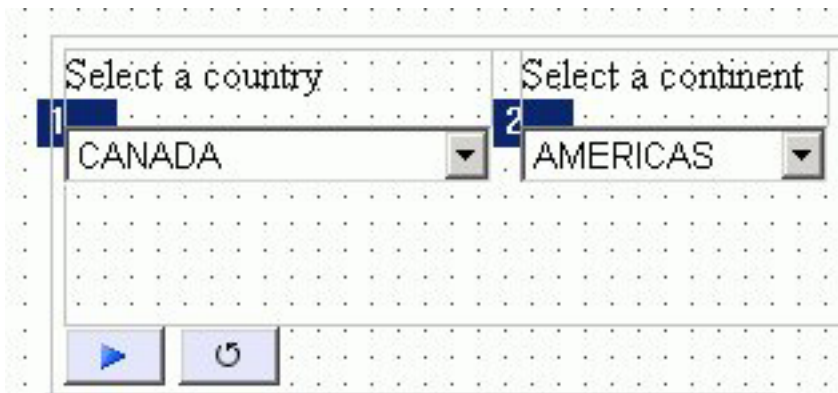 Select a country
Select a continent
1
2
CANADA
AMERICAS